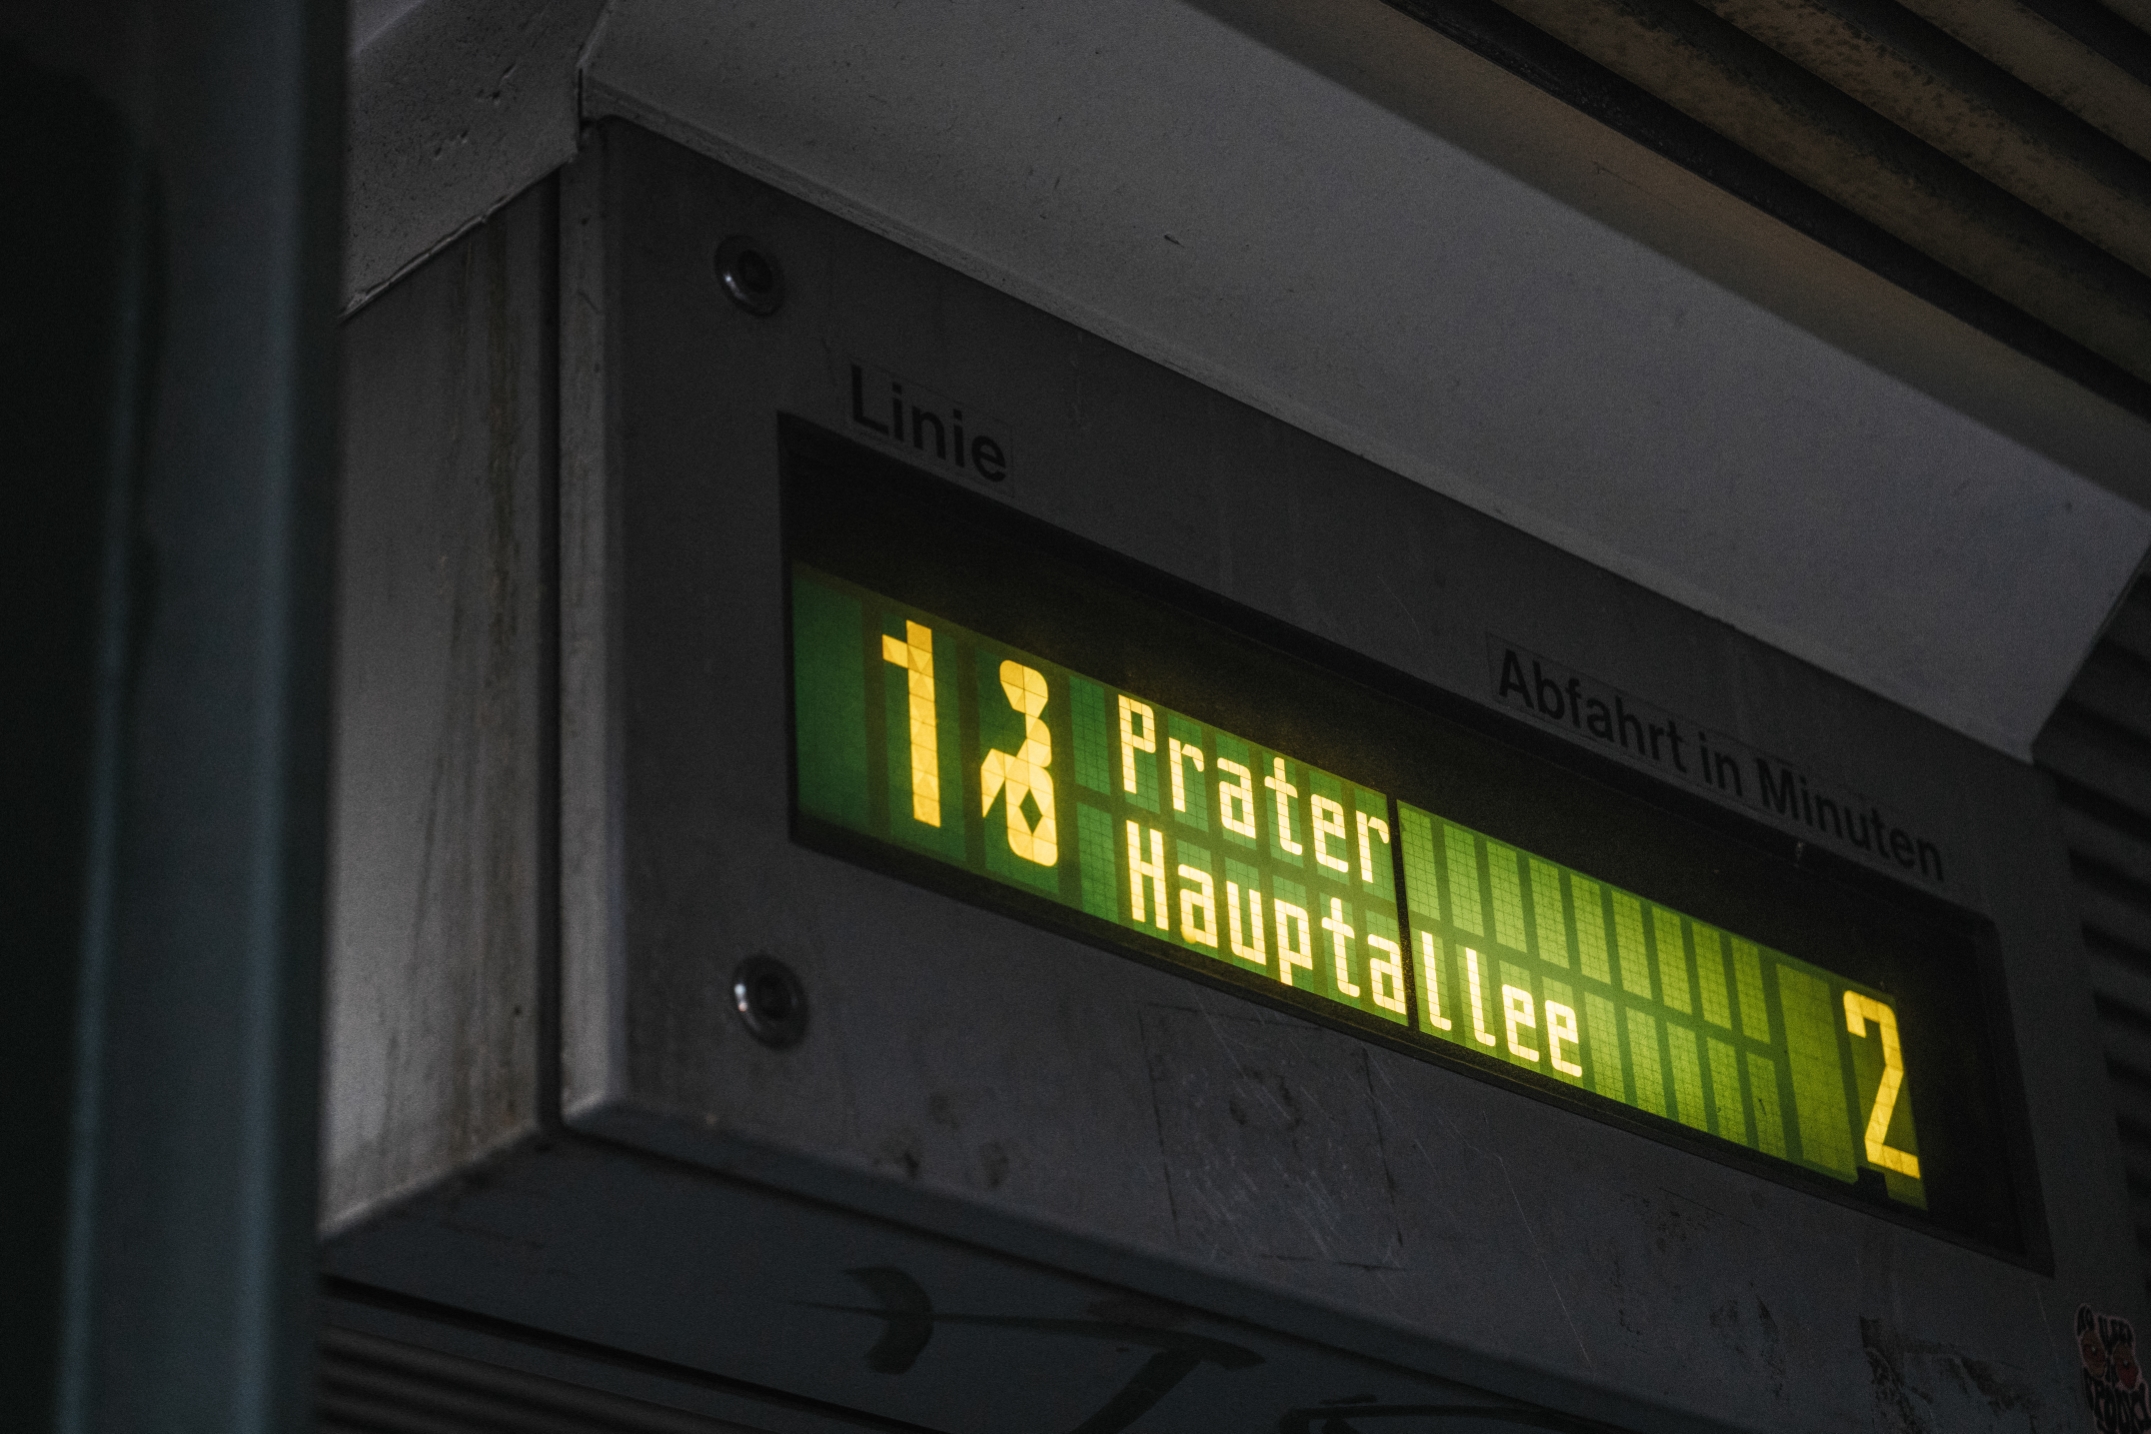 Linie
Abfahrt in Minuten
1
Prater
Hauptallee
2